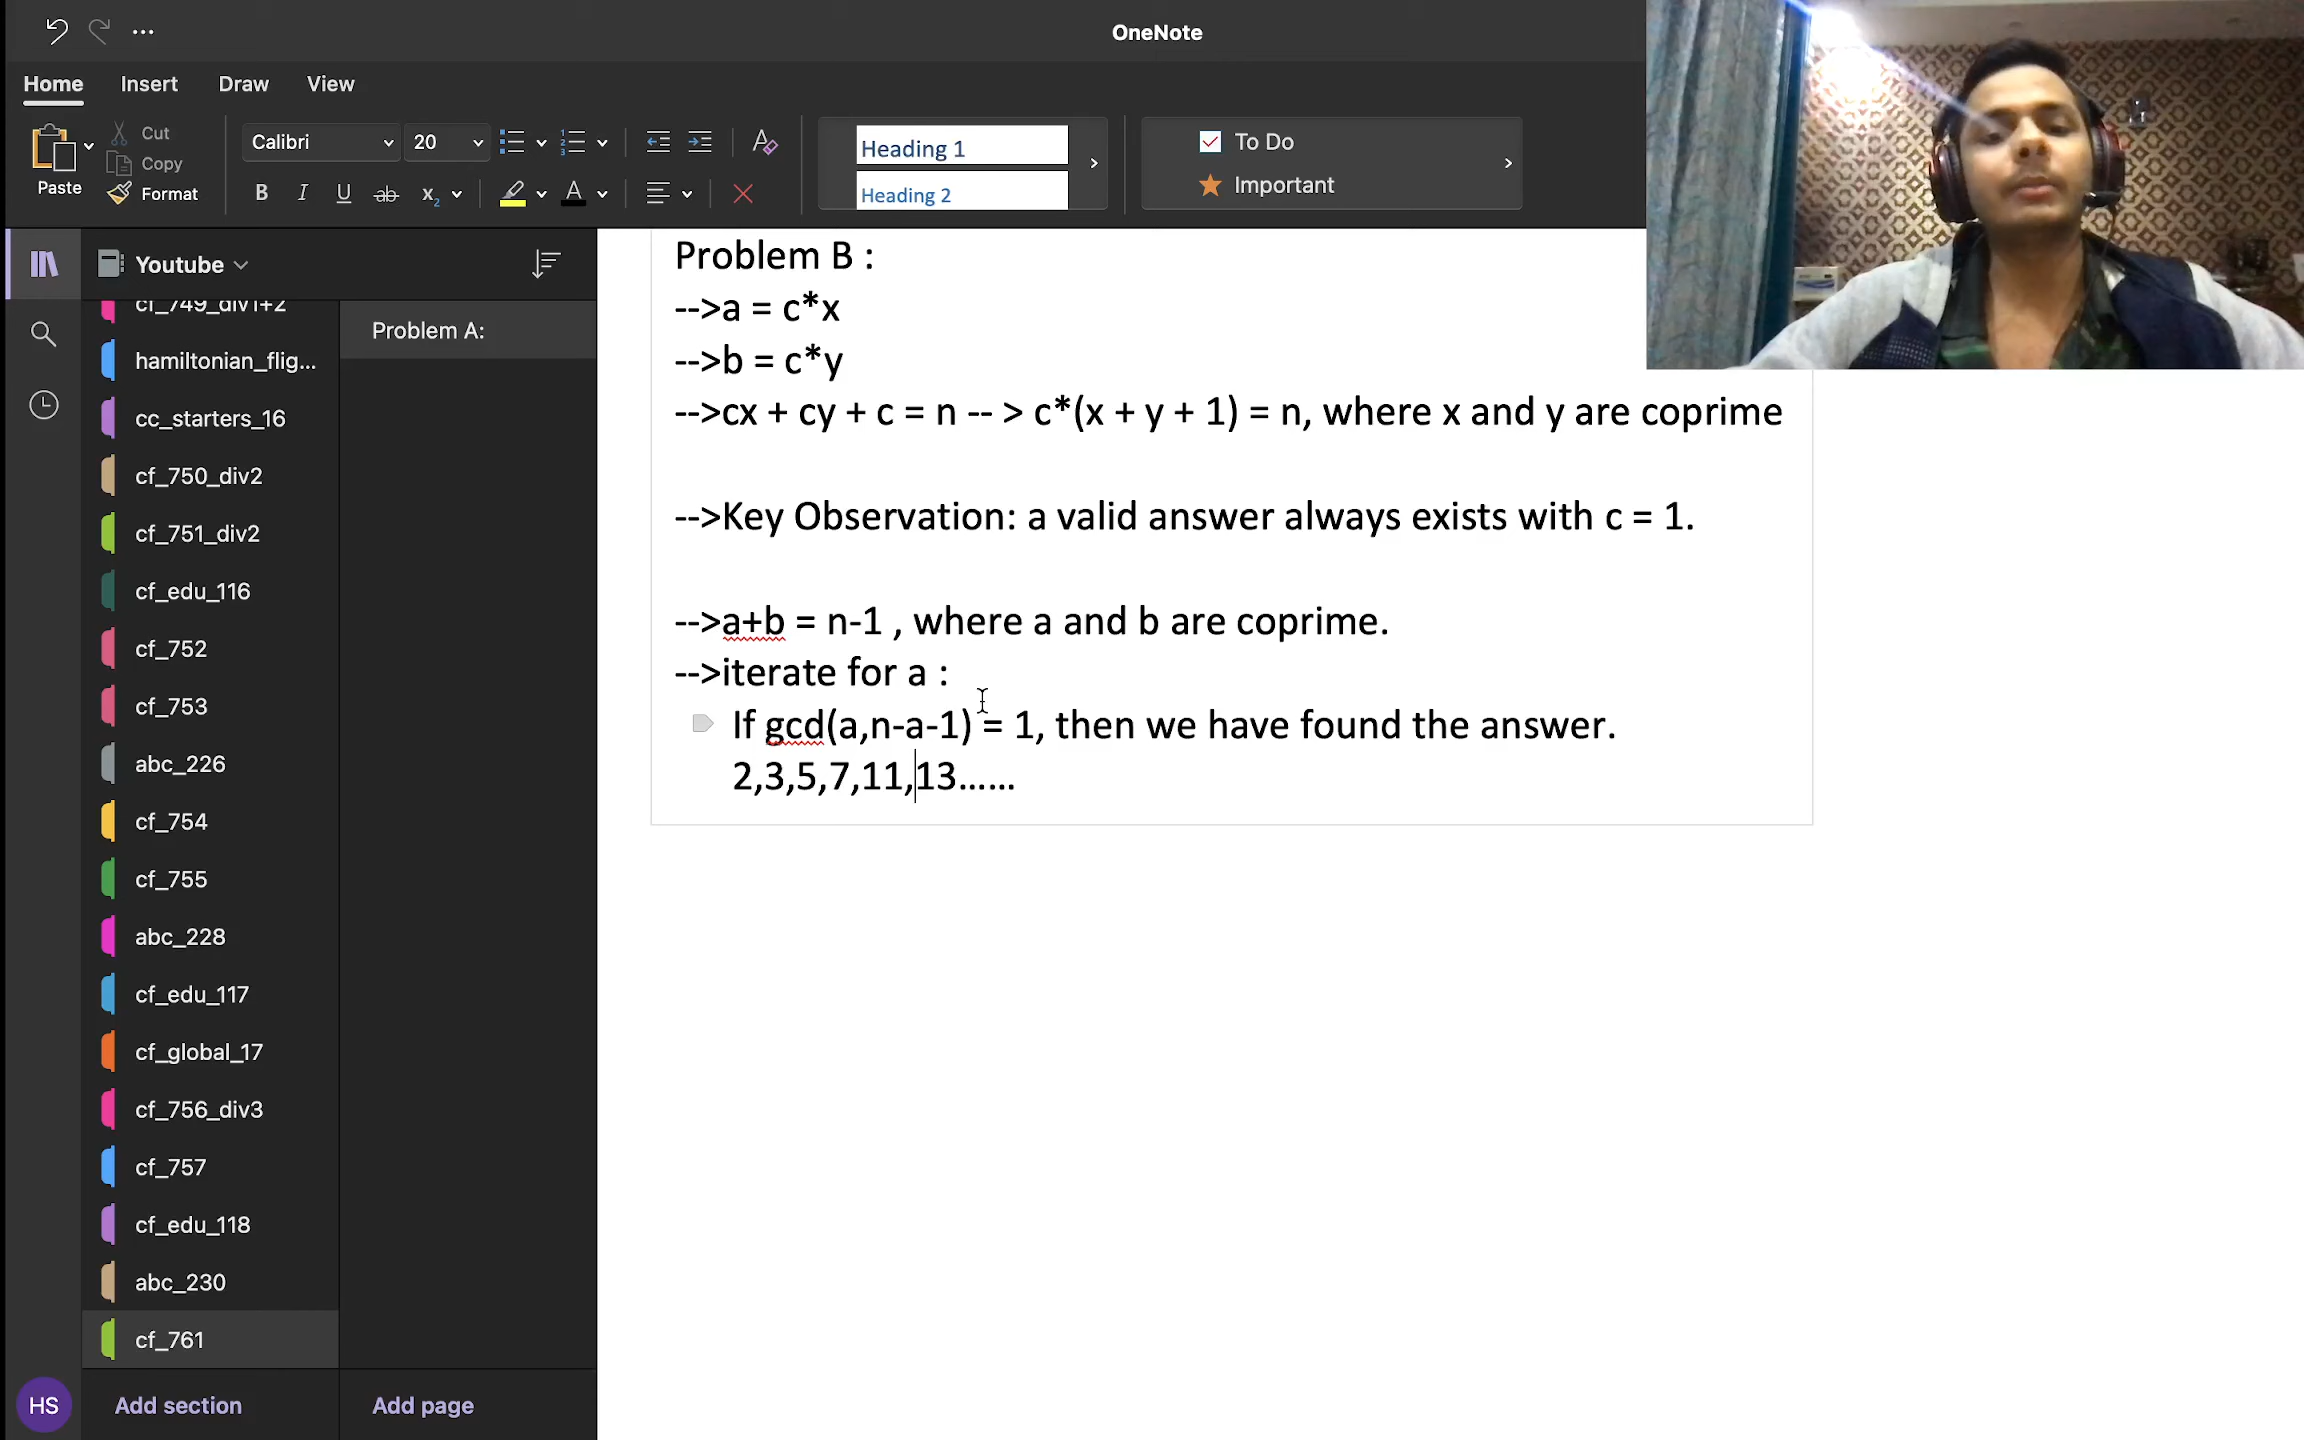 OneNote
Home Insert Draw View
Paste
Cut
Copy
Format
Calibri 20
B I U ab x₂ A
Heading 1
Heading 2
To Do
Important
Youtube
cf_749_div1+2
hamiltonian_flig...
cc_starters_16
cf_750_div2
cf_751_div2
cf_edu_116
cf_752
cf_753
abc_226
cf_754
cf_755
abc_228
cf_edu_117
cf_global_17
cf_756_div3
cf_757
cf_edu_118
abc_230
cf_761
HS
Add section
Problem A:
Add page
Problem B :
-->a = c*x
-->b = c*y
-->cx + cy + c = n -- > c*(x + y + 1) = n, where x and y are coprime
-->Key Observation: a valid answer always exists with c = 1.
-->a+b = n-1 , where a and b are coprime.
-->iterate for a :
If gcd(a,n-a-1) = 1, then we have found the answer.
2,3,5,7,11,13......